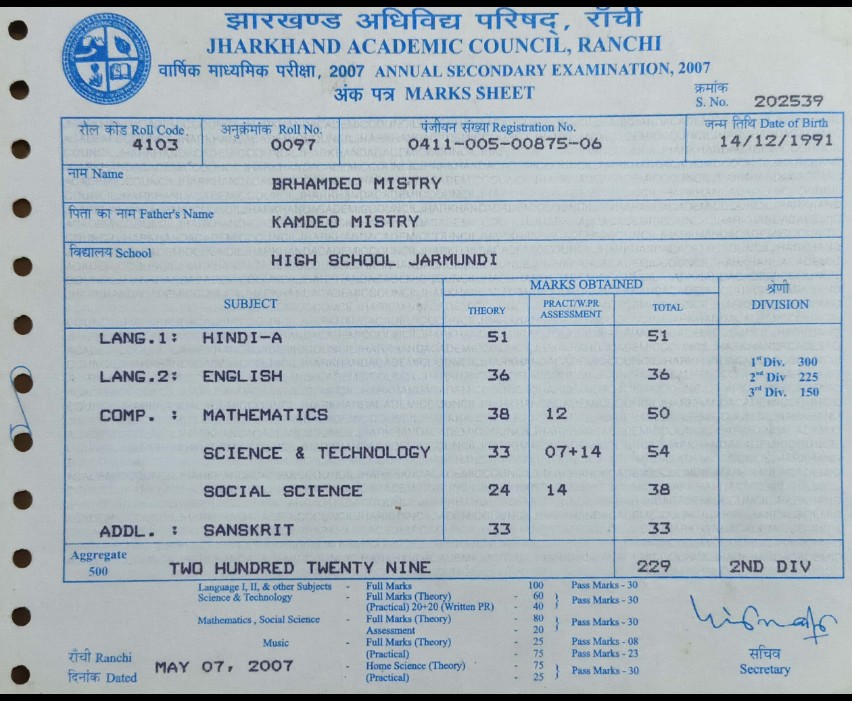 झारखण्ड अधिविद्य परिषद्, राँची
JHARKHAND ACADEMIC COUNCIL, RANCHI
वार्षिक माध्यमिक परीक्षा, 2007 ANNUAL SECONDARY EXAMINATION, 2007
अंक पत्र MARKS SHEET
क्रमांक
S. No. 202539
रौल कोड Roll Code. अनुक्रमांक Roll No. पंजीयन संख्या Registration No. जन्म तिथि Date of Birth
4103 0097 0411-005-00875-06 14/12/1991
नाम Name
BRHAMDEO MISTRY
पिता का नाम Father's Name
KAMDEO MISTRY
विद्यालय School
HIGH SCHOOL JARMUNDI
SUBJECT MARKS OBTAINED श्रेणी DIVISION
THEORY PRACT/W.PR ASSESSMENT TOTAL
LANG.1: HINDI-A 51 51
1st Div. 300
LANG.2: ENGLISH 36 36 2nd Div 225
3rd Div. 150
COMP. : MATHEMATICS 38 12 50
SCIENCE & TECHNOLOGY 33 07+14 54
SOCIAL SCIENCE 24 14 38
ADDL. : SANSKRIT 33 33
Aggregate
500 TWO HUNDRED TWENTY NINE 229 2ND DIV
Language I, II, & other Subjects - Full Marks 100 Pass Marks - 30
Science & Technology - Full Marks (Theory) - 60 } Pass Marks - 30
(Practical) 20+20 (Written PR) - 40
Mathematics, Social Science - Full Marks (Theory) - 80 } Pass Marks - 30
Assessment - 20
Music - Full Marks (Theory) - 25 Pass Marks - 08
(Practical) - 75 Pass Marks - 23
- Home Science (Theory) - 75 } Pass Marks - 30
(Practical) - 25
राँची Ranchi
दिनांक Dated MAY 07, 2007
सचिव
Secretary